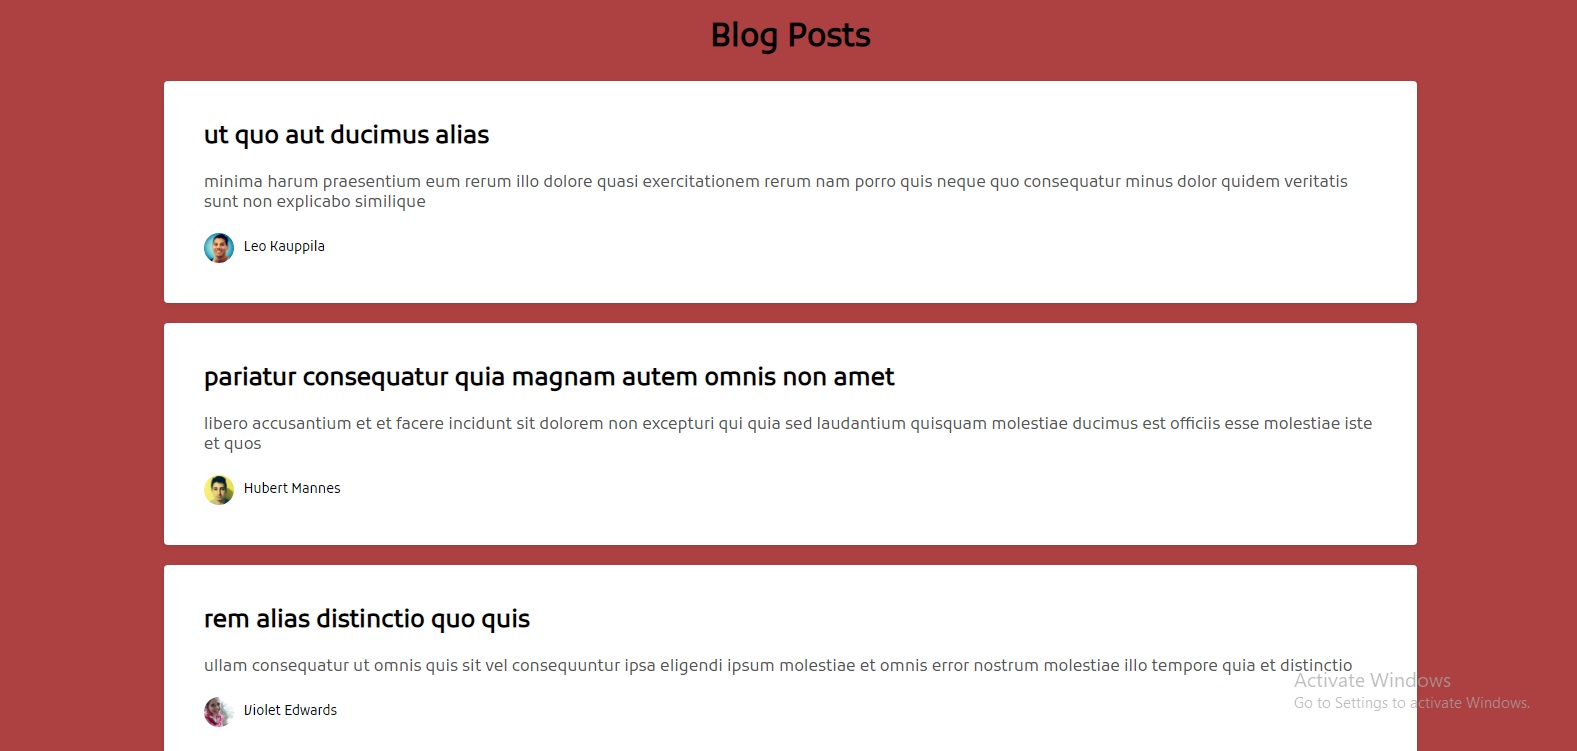 Blog Posts
ut quo aut ducimus alias
minima harum praesentium eum rerum illo dolore quasi exercitationem rerum nam porro quis neque quo consequatur minus dolor quidem veritatis
sunt non explicabo similique
Leo Kauppila
pariatur consequatur quia magnam autem omnis non amet
libero accusantium et et facere incidunt sit dolorem non excepturi qui quia sed laudantium quisquam molestiae ducimus est officiis esse molestiae iste
et quos
Hubert Mannes
rem alias distinctio quo quis
ullam consequatur ut omnis quis sit vel consequuntur ipsa eligendi ipsum molestiae et omnis error nostrum molestiae illo tempore quia et distinctio
Violet Edwards
Activate Windows
Go to Settings to activate Windows.